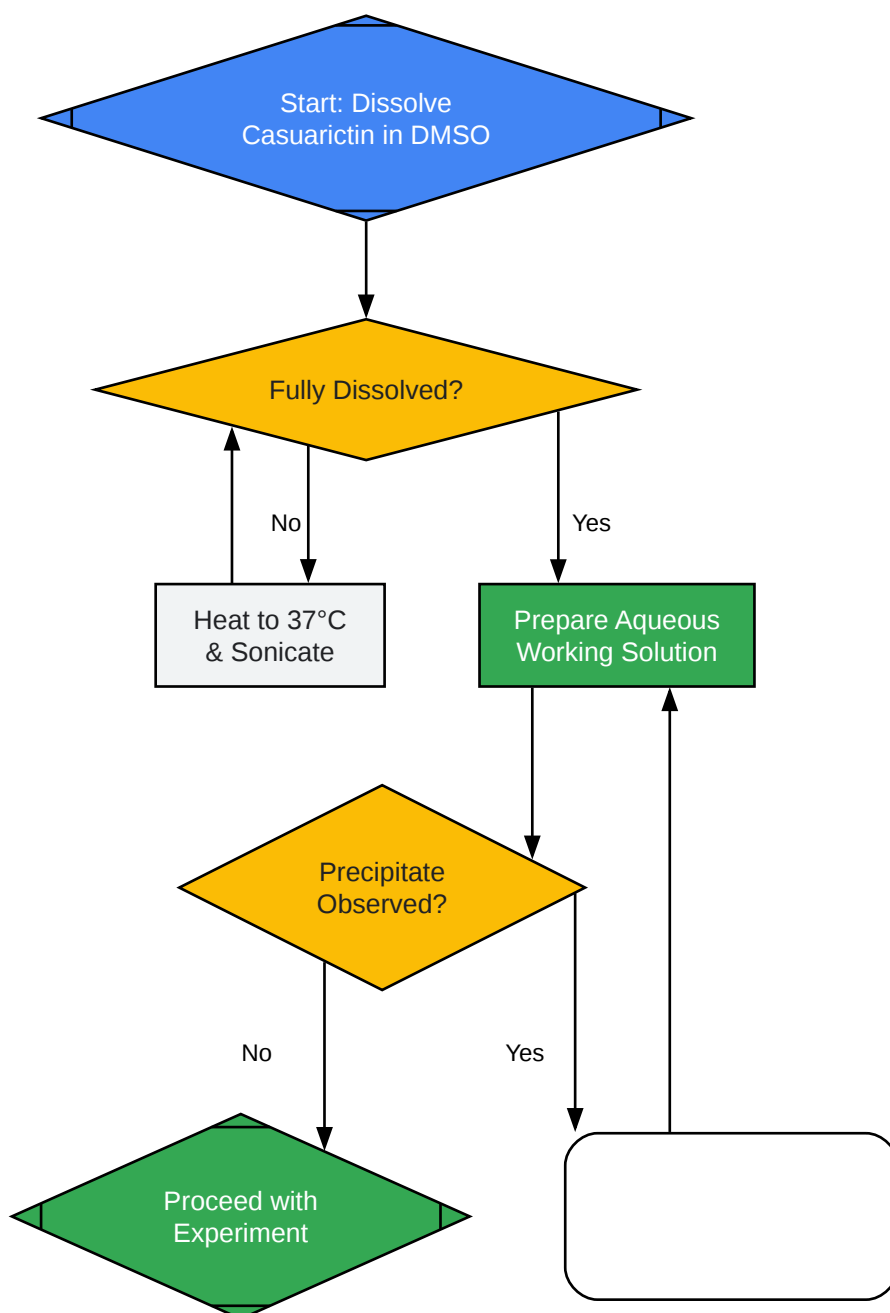 Start: Dissolve
Casuarictin in DMSO
Fully Dissolved?
No
Yes
Heat to 37°C
& Sonicate
Prepare Aqueous
Working Solution
Precipitate
Observed?
No
Yes
Proceed with
Experiment